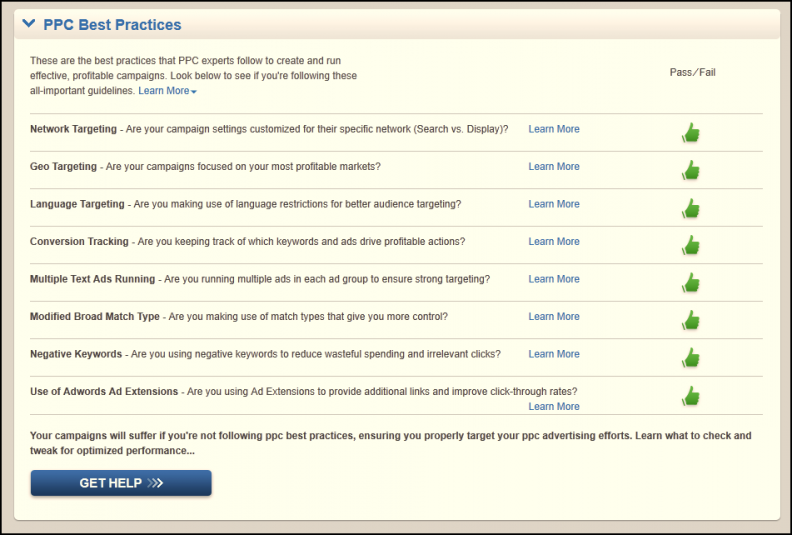 PPC Best Practices
These are the best practices that PPC experts follow to create and run
effective, profitable campaigns. Look below to see if you're following these
all-important guidelines. Learn More
Pass/Fail
Network Targeting - Are your campaign settings customized for their specific network (Search vs. Display)? Learn More
Geo Targeting - Are your campaigns focused on your most profitable markets? Learn More
Language Targeting - Are you making use of language restrictions for better audience targeting? Learn More
Conversion Tracking - Are you keeping track of which keywords and ads drive profitable actions? Learn More
Multiple Text Ads Running - Are you running multiple ads in each ad group to ensure strong targeting? Learn More
Modified Broad Match Type - Are you making use of match types that give you more control? Learn More
Negative Keywords - Are you using negative keywords to reduce wasteful spending and irrelevant clicks? Learn More
Use of Adwords Ad Extensions - Are you using Ad Extensions to provide additional links and improve click-through rates?
Learn More
Your campaigns will suffer if you're not following ppc best practices, ensuring you properly target your ppc advertising efforts. Learn what to check and
tweak for optimized performance...
GET HELP